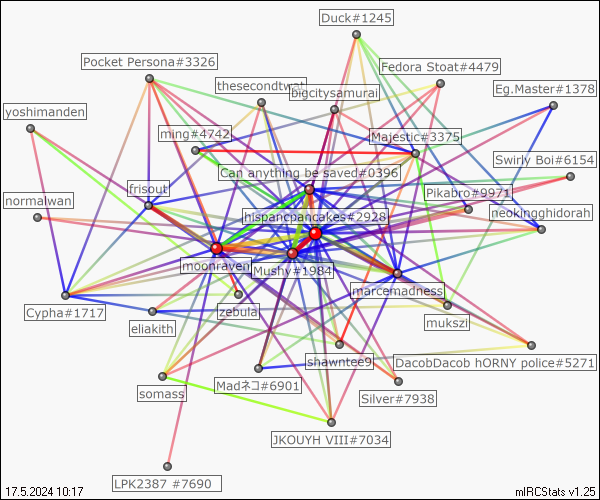 Duck#1245
Pocket Persona#3326
Fedora Stoat#4479
thesecondtwat
bigcitysamurai
Eg.Master#1378
yoshimanden
ming#4742
Majestic#3375
Swirly Boi#6154
Can anything be saved#0396
frisout
Pikabro#9971
normalwan
hispancpancakes#2928
neokingghidorah
moonraven
Mushy#1984
marcemadness
Cypha#1717
zebula
eliakith
mukszi
shawntee9
DacobDacob hORNY police#5271
somass
Madネコ#6901
Silver#7938
JKOUYH VIII#7034
LPK2387 #7690
17.5.2024 10:17
mIRCStats v1.25